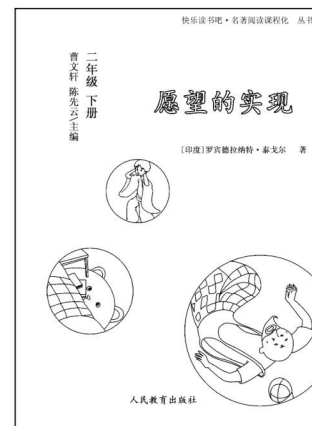 快乐读书吧·名著阅读课程化 丛书
二年级 下册
曹文轩 陈先云/主编
愿望的实现
[印度]罗宾德拉纳特·泰戈尔 著
人民教育出版社